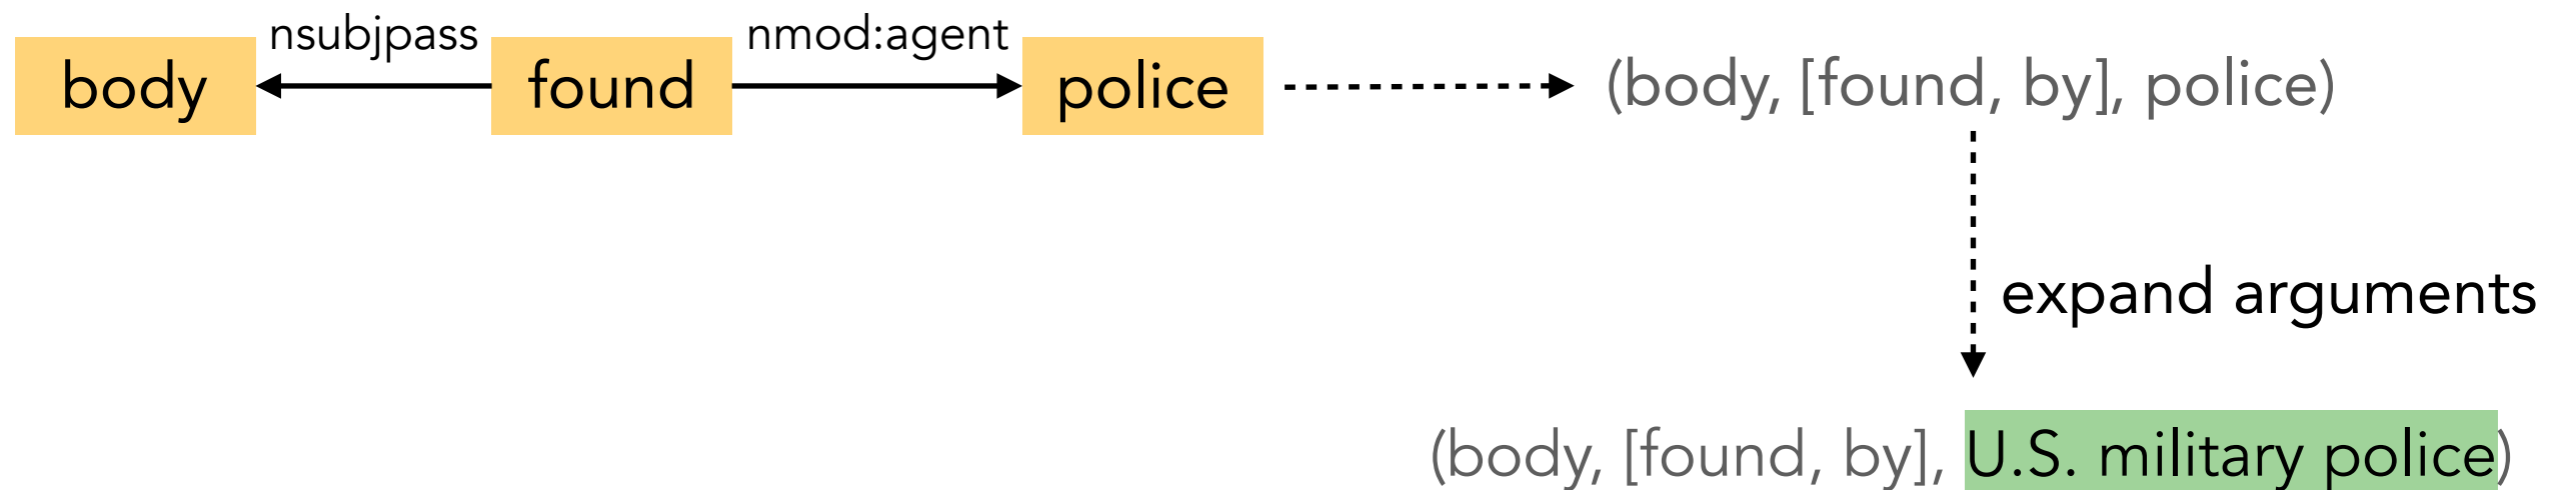 nsubjpass nmod:agent
body found police (body, [found, by], police)
expand arguments
(body, [found, by], U.S. military police)